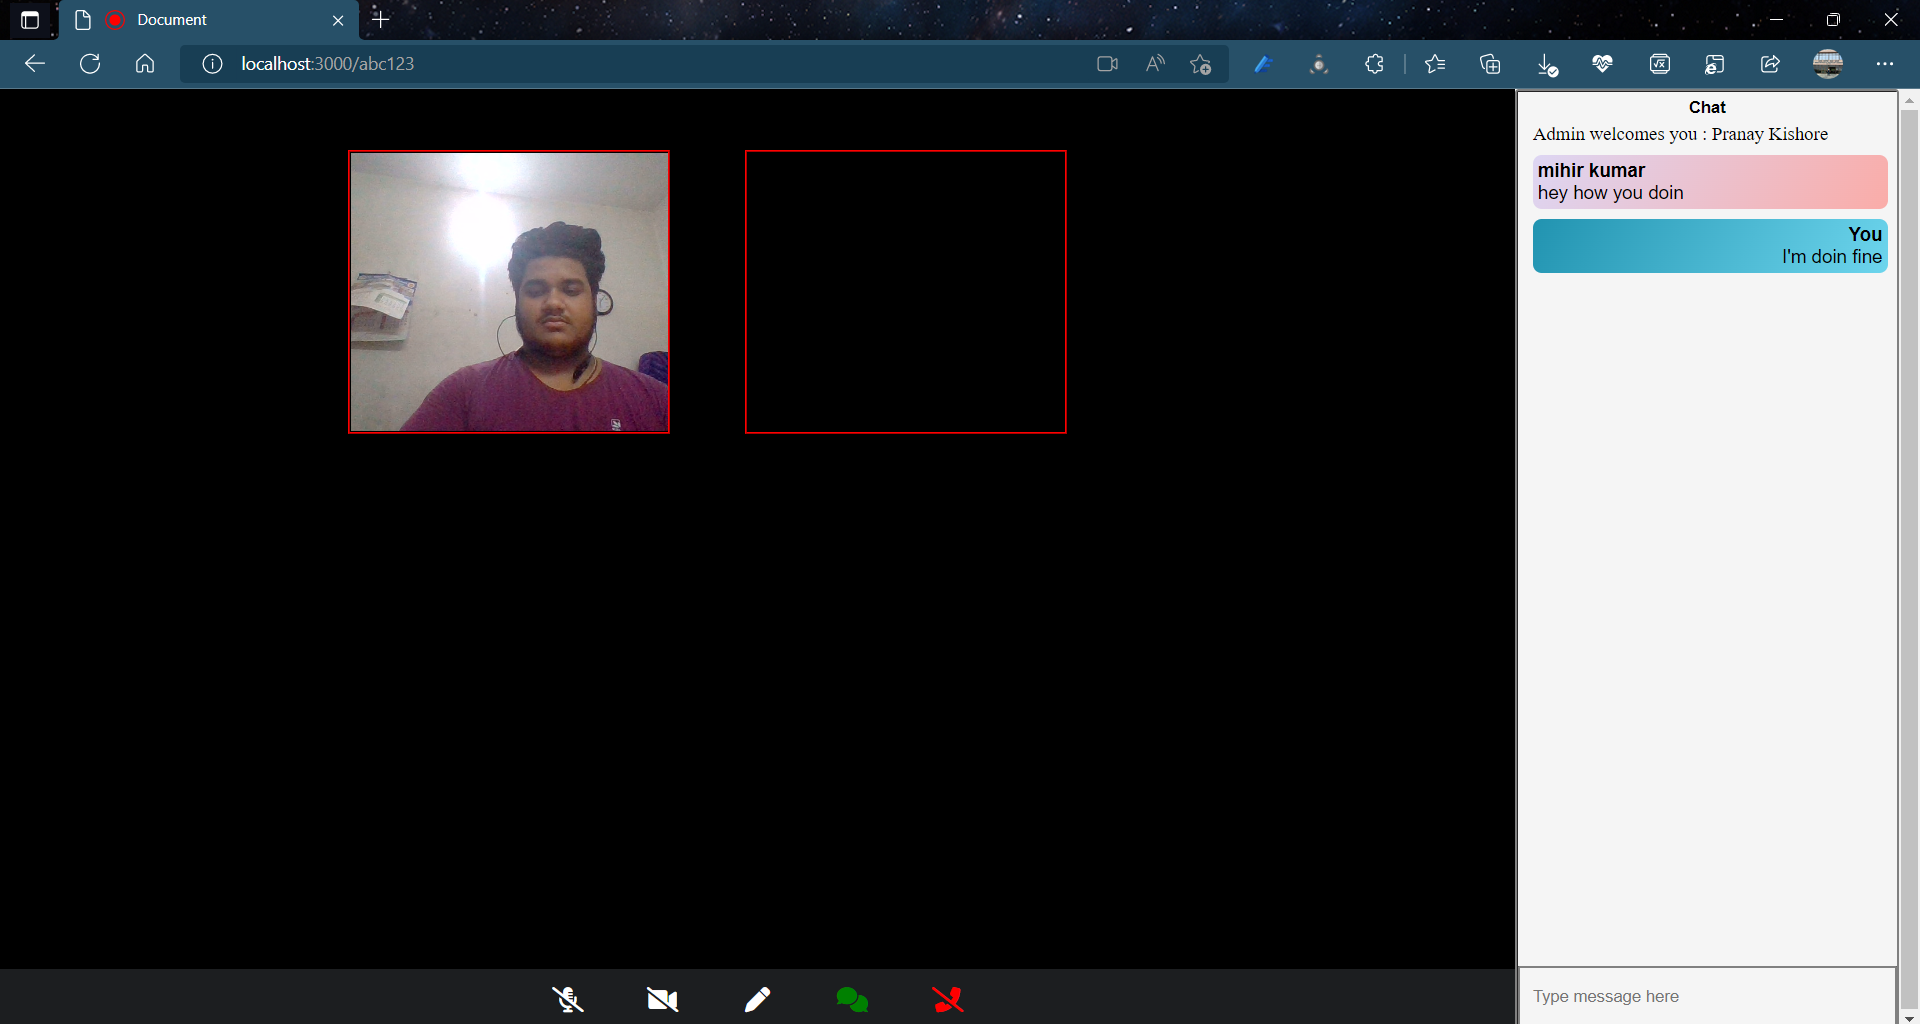 Document
localhost:3000/abc123
Chat
Admin welcomes you : Pranay Kishore
mihir kumar
hey how you doin
You
I'm doin fine
Type message here